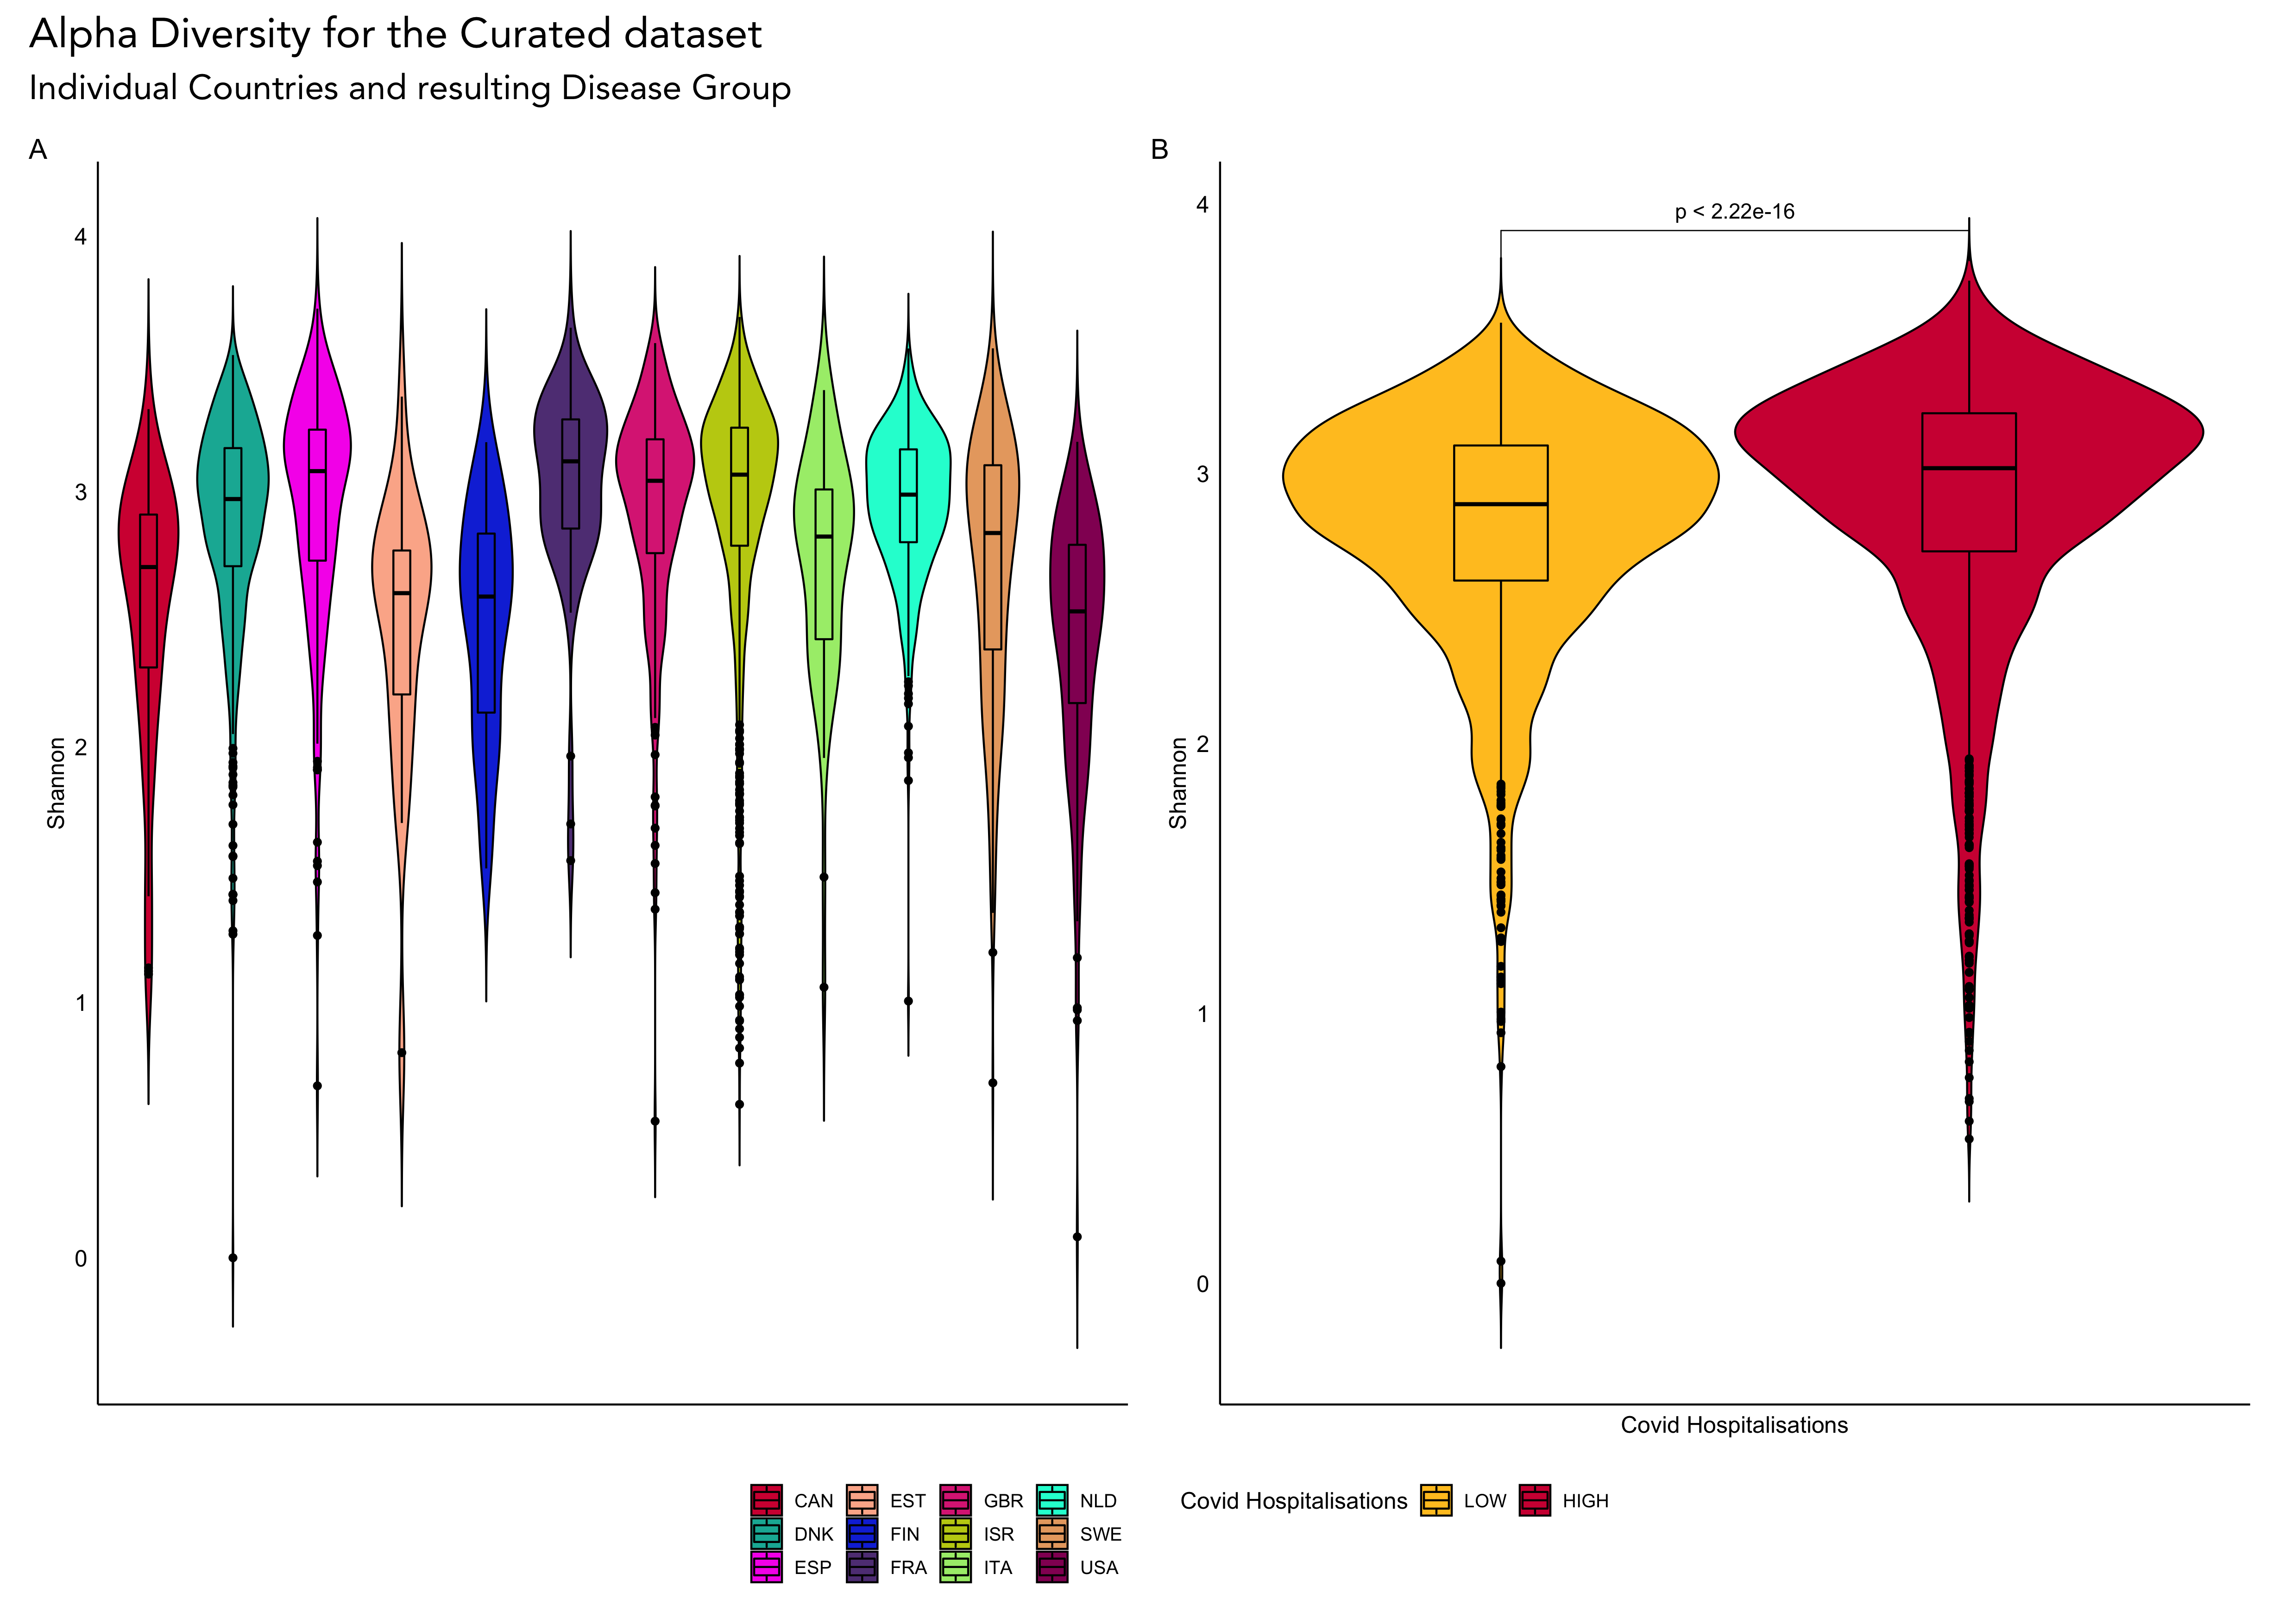 Alpha Diversity for the Curated dataset
Individual Countries and resulting Disease Group
A
4
3
2
1
0
Shannon
B
4
3
2
1
0
Shannon
p < 2.22e-16
Covid Hospitalisations
CAN EST GBR NLD
DNK FIN ISR SWE
ESP FRA ITA USA
Covid Hospitalisations LOW HIGH